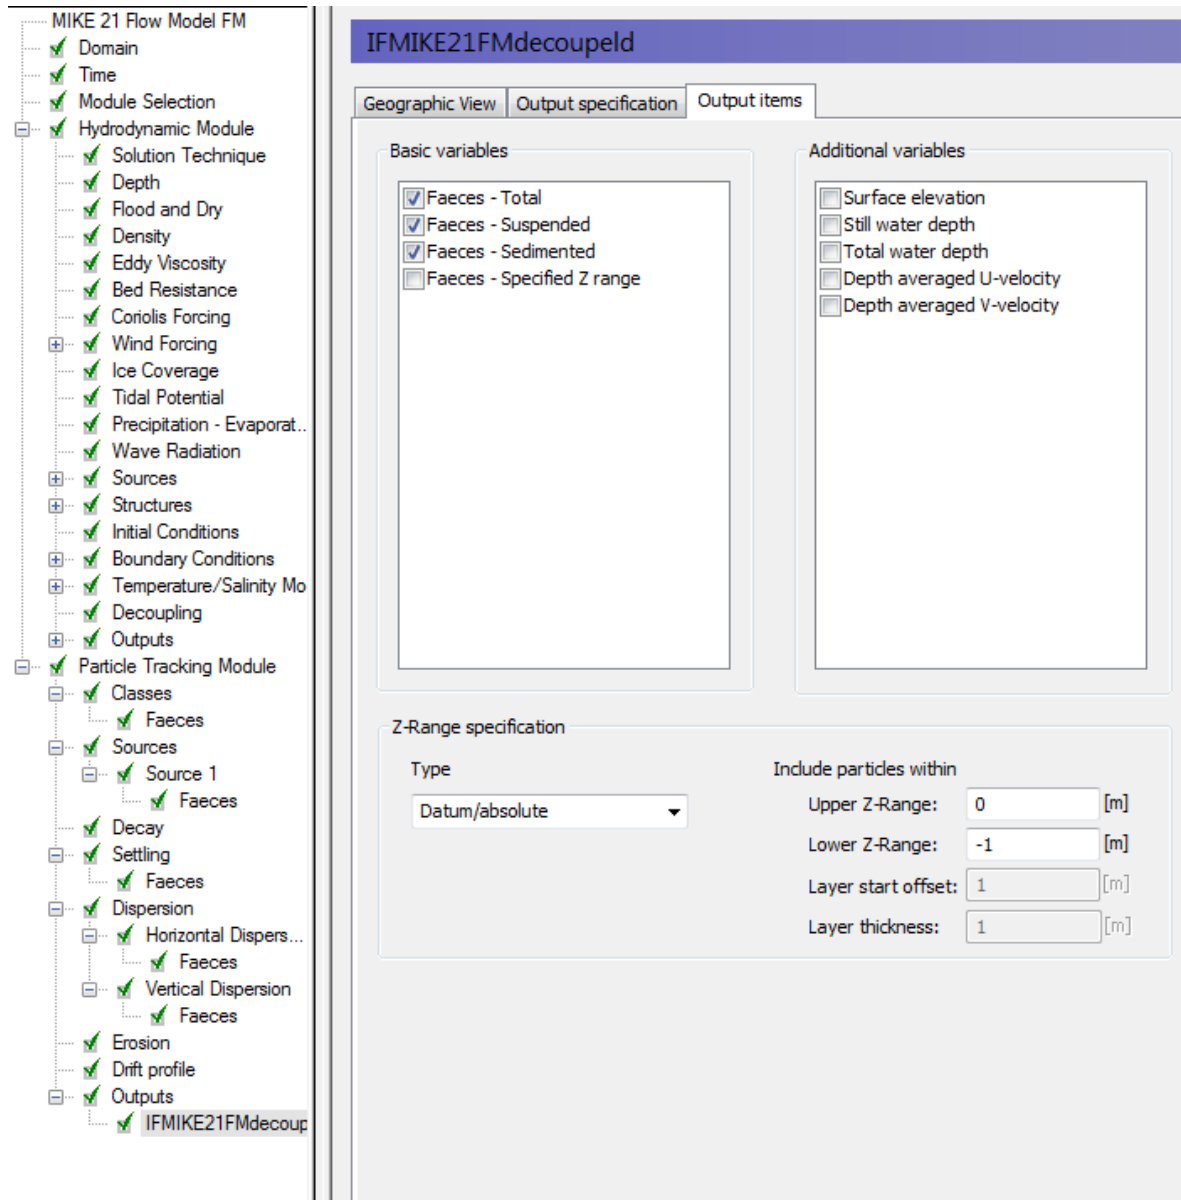 MIKE 21 Flow Model FM
Domain
Time
Module Selection
Hydrodynamic Module
Solution Technique
Depth
Flood and Dry
Density
Eddy Viscosity
Bed Resistance
Coriolis Forcing
Wind Forcing
Ice Coverage
Tidal Potential
Precipitation - Evaporat...
Wave Radiation
Sources
Structures
Initial Conditions
Boundary Conditions
Temperature/Salinity Mo
Decoupling
Outputs
Particle Tracking Module
Classes
Faeces
Sources
Source 1
Faeces
Decay
Settling
Faeces
Dispersion
Horizontal Dispers...
Faeces
Vertical Dispersion
Faeces
Erosion
Drift profile
Outputs
IFMIKE21FMdecoup
IFMIKE21FMdecoupeld
Geographic View Output specification Output items
Basic variables
Faeces - Total
Faeces - Suspended
Faeces - Sedimented
Faeces - Specified Z range
Additional variables
Surface elevation
Still water depth
Total water depth
Depth averaged U-velocity
Depth averaged V-velocity
Z-Range specification
Type
Datum/absolute
Include particles within
Upper Z-Range: 0 [m]
Lower Z-Range: -1 [m]
Layer start offset: 1 [m]
Layer thickness: 1 [m]